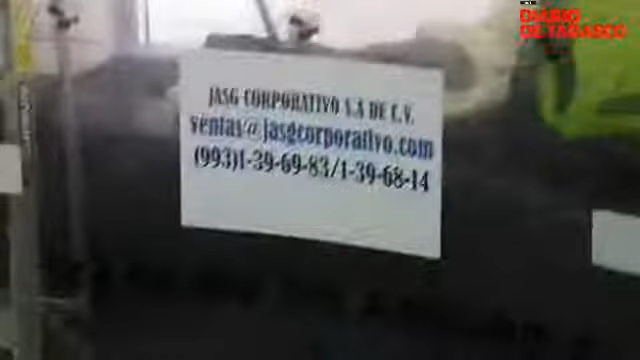 DIARIO
DE TABASCO
JASG CORPORATIVO S.A DE C.V.
ventas@jasgcorporativo.com
(993)1-39-69-83/1-39-68-14